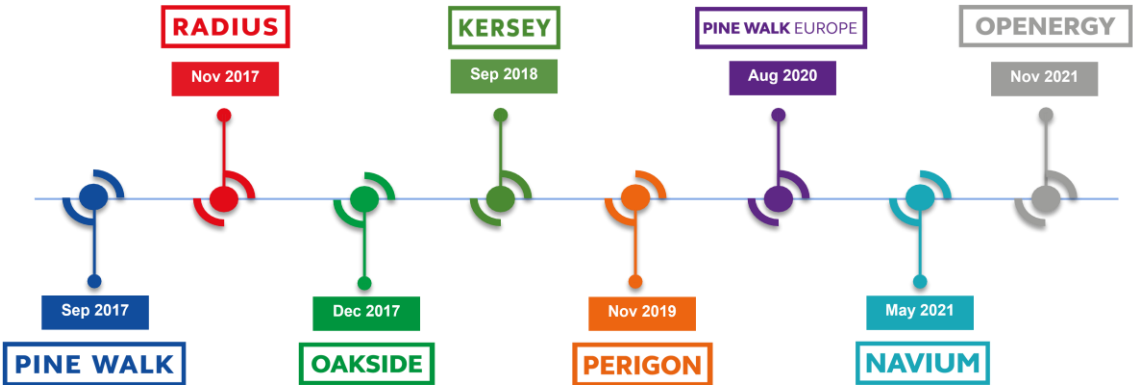 RADIUS
KERSEY
PINE WALK EUROPE
OPENERGY
Nov 2017
Sep 2018
Aug 2020
Nov 2021
Sep 2017
Dec 2017
Nov 2019
May 2021
PINE WALK
OAKSIDE
PERIGON
NAVIUM